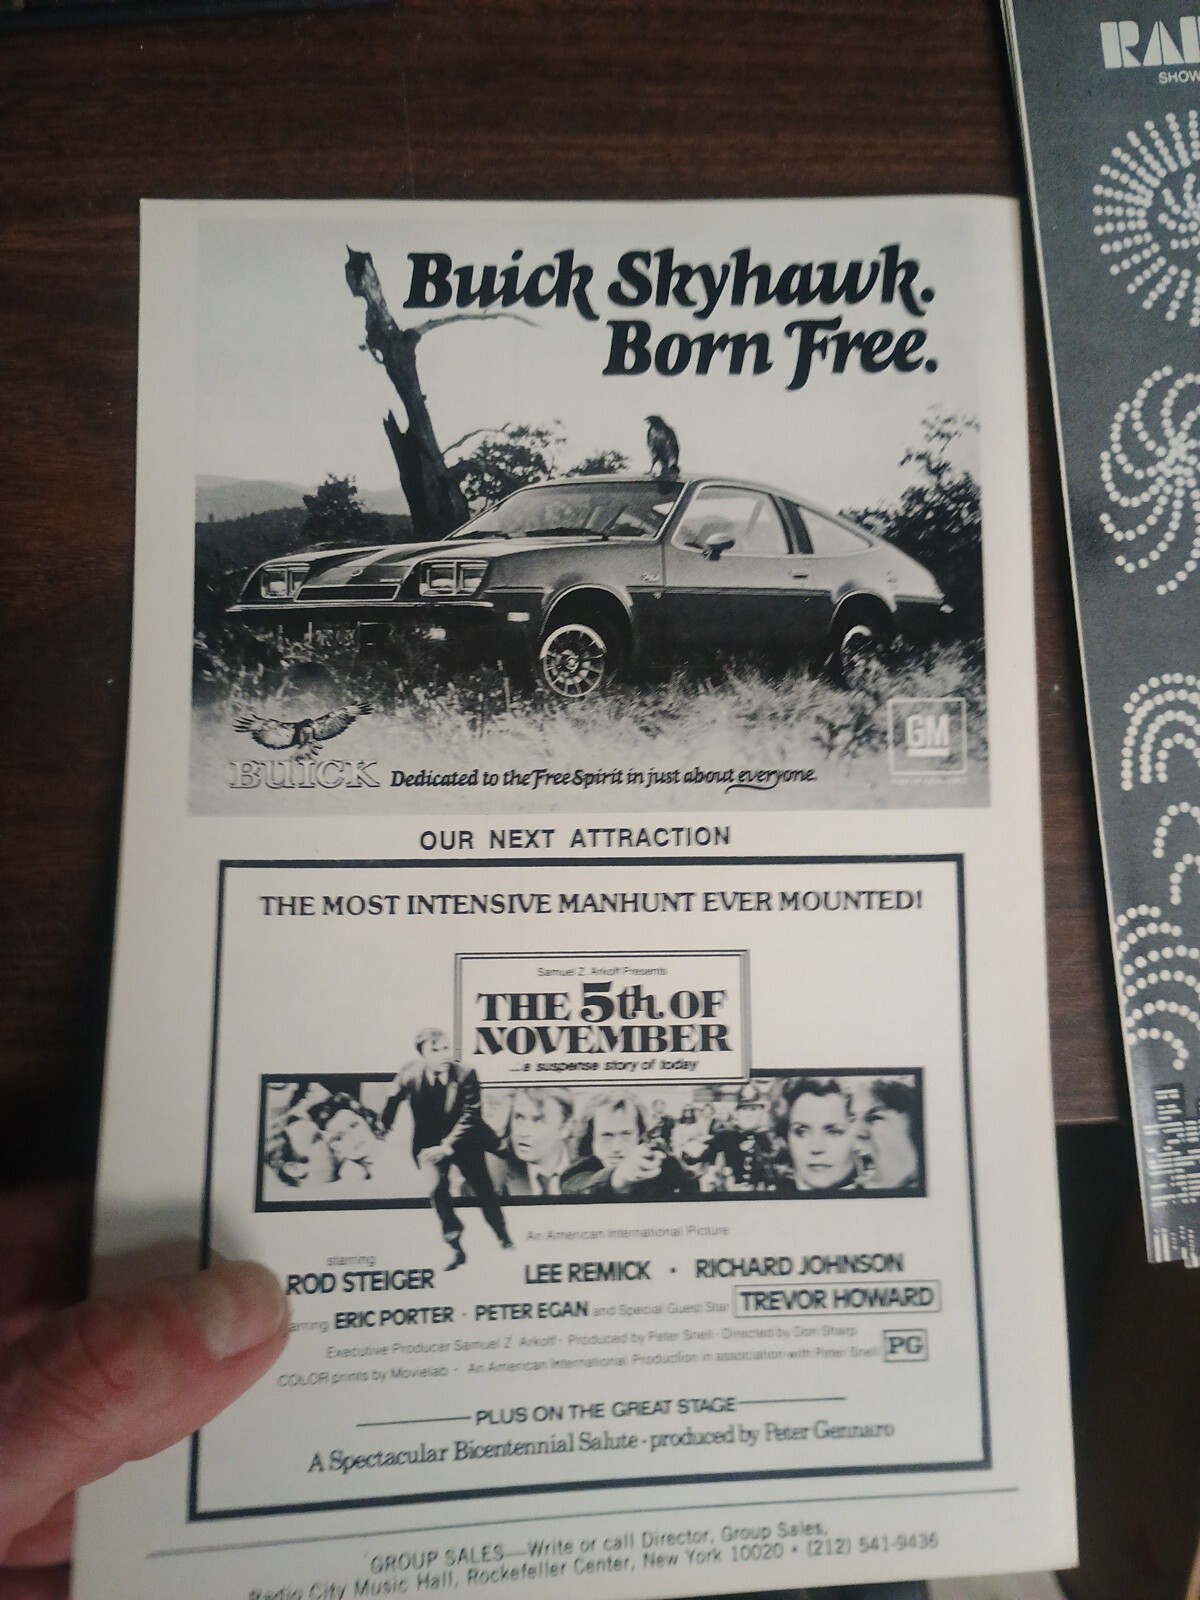 Buick Skyhawk.
Born Free.
GM
BUICK Dedicated to the Free Spirit in just about everyone.
OUR NEXT ATTRACTION
THE MOST INTENSIVE MANHUNT EVER MOUNTED!
Samuel Z. Arkoff Presents
THE 5th OF
NOVEMBER
...a suspense story of today
An American International Picture
starring
ROD STEIGER LEE REMICK · RICHARD JOHNSON
ERIC PORTER · PETER EGAN and Special Guest Star TREVOR HOWARD
Executive Producer Samuel Z. Arkoff · Produced by Peter Snell · Directed by Don Sharp
COLOR prints by Movielab · An American International Production in association with Peter Snell PG
PLUS ON THE GREAT STAGE
A Spectacular Bicentennial Salute · produced by Peter Gennaro
GROUP SALES—Write or call Director, Group Sales,
Radio City Music Hall, Rockefeller Center, New York 10020 • (212) 541-9436
RA
SHOW